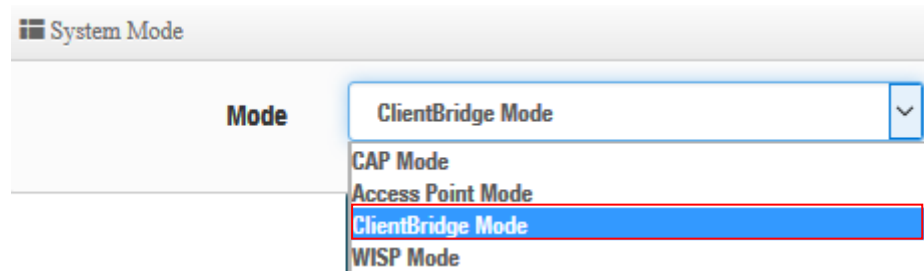 System Mode
Mode ClientBridge Mode
CAP Mode
Access Point Mode
ClientBridge Mode
WISP Mode